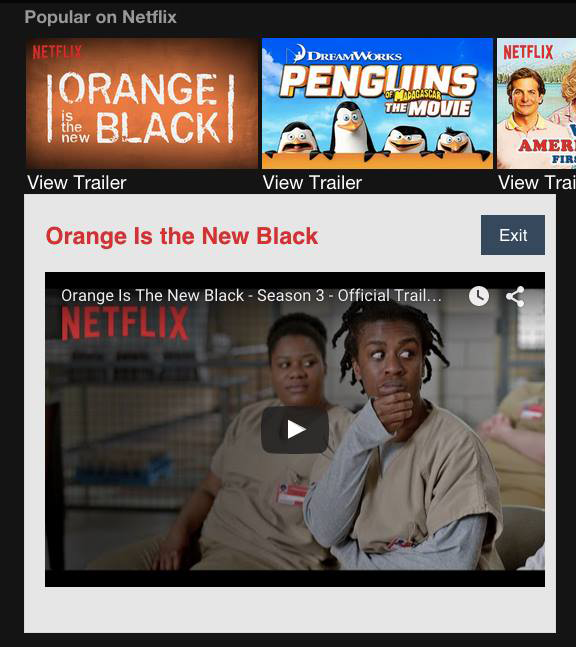 Popular on Netflix
NETFLIX
ORANGE
is
the
new
BLACK
DREAMWORKS
PENGUINS
OF MADAGASCAR
THE MOVIE
NETFLIX
AMERI
FIRS
View Trailer
View Trailer
View Trai
Orange Is the New Black
Exit
Orange Is The New Black - Season 3 - Official Trail...
NETFLIX